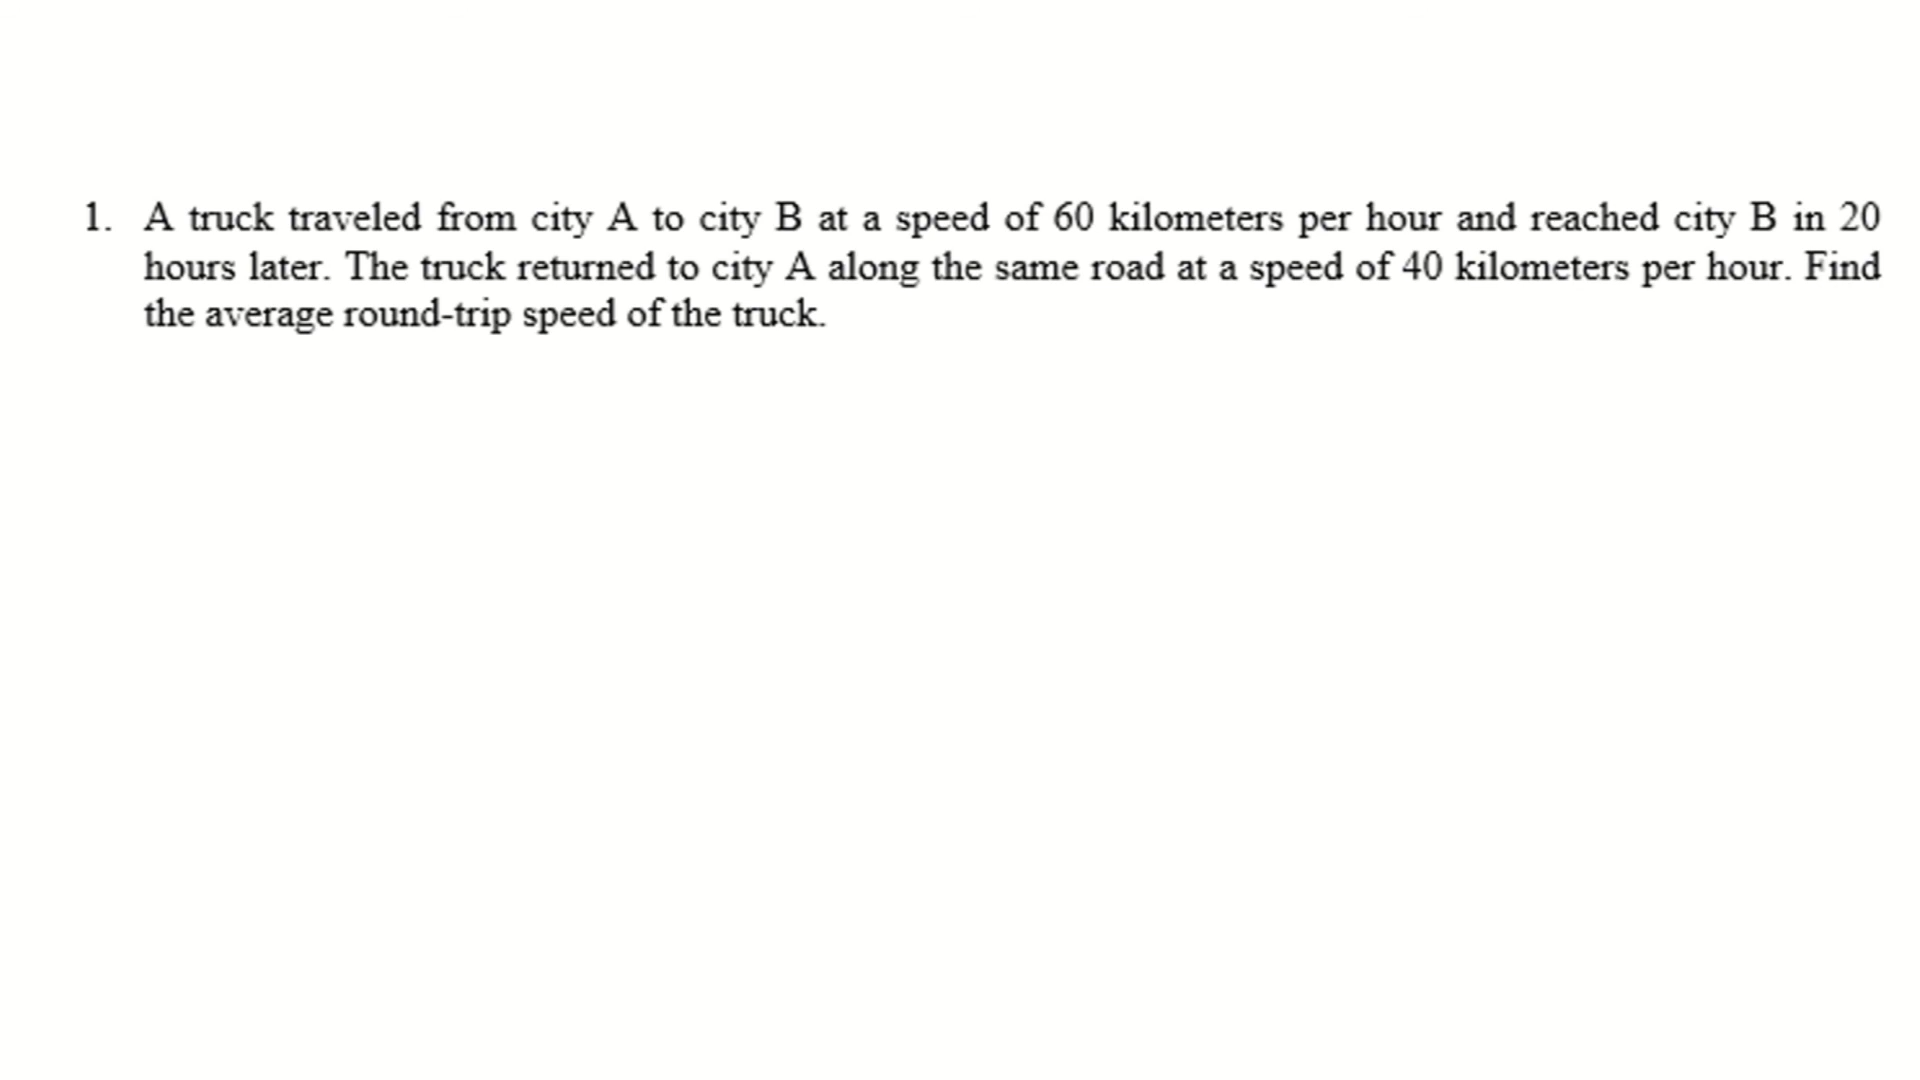 1. A truck traveled from city A to city B at a speed of 60 kilometers per hour and reached city B in 20
hours later. The truck returned to city A along the same road at a speed of 40 kilometers per hour. Find
the average round-trip speed of the truck.